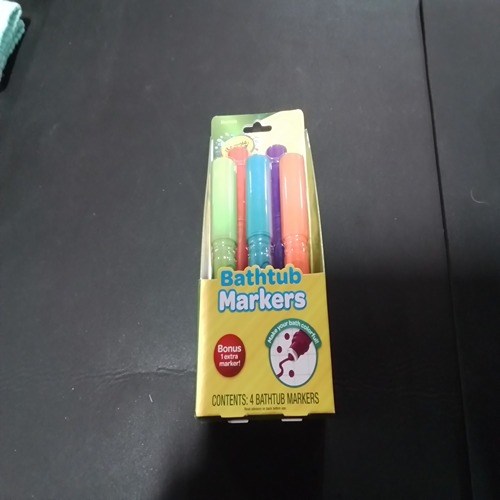 Bathtub
Markers
Make your bath colorful!
Bonus
1 extra
marker!
CONTENTS: 4 BATHTUB MARKERS